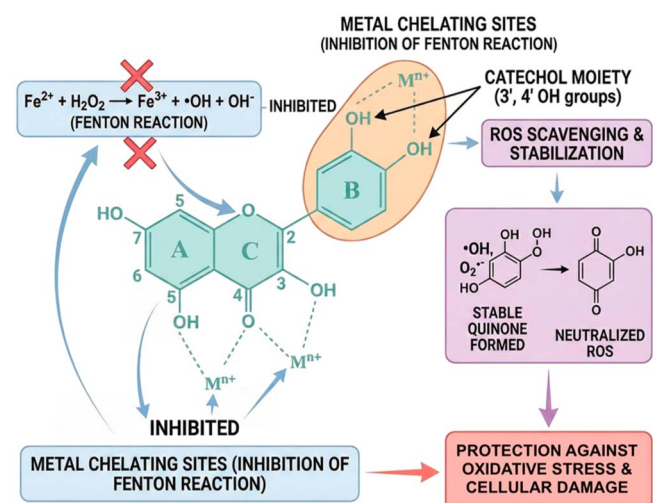 METAL CHELATING SITES
(INHIBITION OF FENTON REACTION)
Fe²⁺ + H₂O₂ → Fe³⁺ + •OH + OH⁻
(FENTON REACTION)
INHIBITED
Mⁿ⁺
CATECHOL MOIETY
(3', 4' OH groups)
OH
OH
B
ROS SCAVENGING &
STABILIZATION
HO
7
5
O
A
C
2
6
5
4
3
OH
O
OH
Mⁿ⁺
Mⁿ⁺
•OH,
O₂•⁻
OH
OH
O
HO
O
OH
O
STABLE
QUINONE
FORMED
NEUTRALIZED
ROS
INHIBITED
METAL CHELATING SITES (INHIBITION OF
FENTON REACTION)
PROTECTION AGAINST
OXIDATIVE STRESS &
CELLULAR DAMAGE